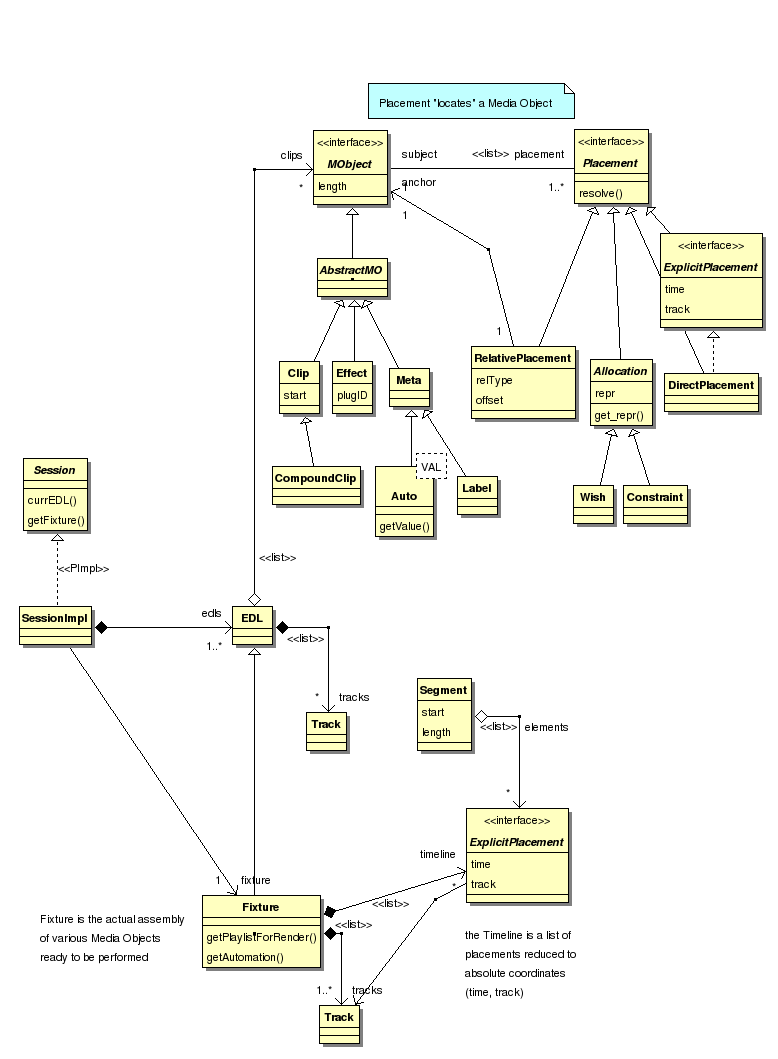 Placement "locates" a Media Object
<<interface>>
MObject
length
clips
*
subject
<<list>> placement
anchor
1
1..*
<<interface>>
Placement
resolve()
<<interface>>
ExplicitPlacement
time
track
AbstractMO
1
Clip
start
Effect
plugID
Meta
RelativePlacement
relType
offset
Allocation
repr
get_repr()
DirectPlacement
CompoundClip
VAL
Auto
getValue()
Label
Wish
Constraint
Session
currEDL()
getFixture()
<<PImpl>>
<<list>>
SessionImpl
edls
1..*
EDL
<<list>>
*
tracks
Track
Segment
start
length
<<list>>
elements
*
<<interface>>
ExplicitPlacement
time
track
timeline
*
<<list>>
1
fixture
Fixture
getPlaylistForRender()
getAutomation()
<<list>>
1..*
tracks
Track
Fixture is the actual assembly
of various Media Objects
ready to be performed
the Timeline is a list of
placements reduced to
absolute coordinates
(time, track)